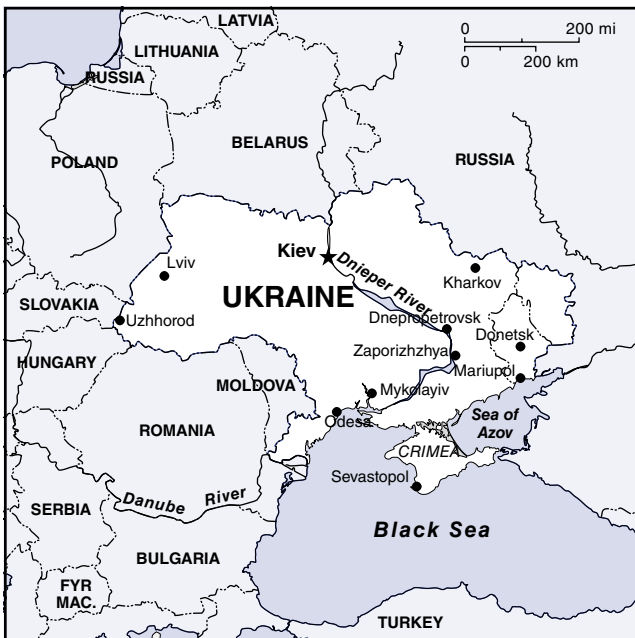 LATVIA
0 200 mi
0 200 km
LITHUANIA
RUSSIA
BELARUS
POLAND
RUSSIA
Kiev
Lviv
Dnieper River
Kharkov
UKRAINE
SLOVAKIA
Uzhhorod
Dnepropetrovsk
Donetsk
HUNGARY
Zaporizhzhya
Mariupol
MOLDOVA
Mykolayiv
Odesa
Sea of
Azov
ROMANIA
CRIMEA
Sevastopol
Danube River
SERBIA
Black Sea
BULGARIA
FYR
MAC.
TURKEY